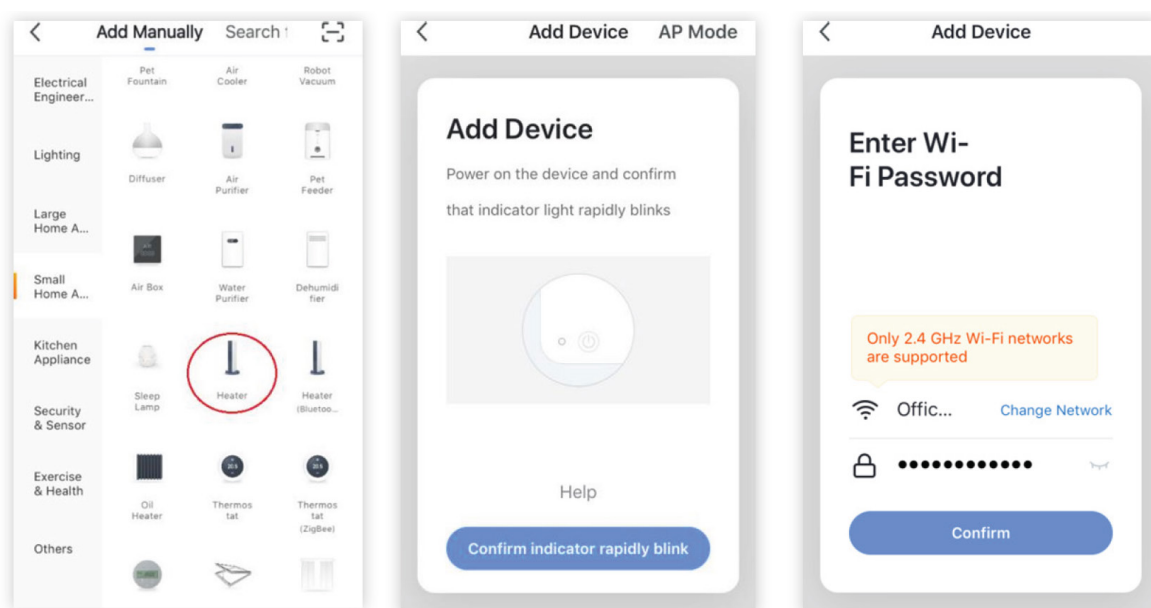 Add Manually
Search
Electrical
Engineer...
Lighting
Large
Home A...
Small
Home A...
Kitchen
Appliance
Security
& Sensor
Exercise
& Health
Others
Pet
Fountain
Air
Cooler
Robot
Vacuum
Diffuser
Air
Purifier
Pet
Feeder
Air Box
Water
Purifier
Dehumidi
fier
Sleep
Lamp
Heater
Heater
(Bluetoo...
Oil
Heater
Thermos
tat
Thermos
tat
(ZigBee)
Add Device
AP Mode
Add Device
Power on the device and confirm
that indicator light rapidly blinks
Help
Confirm indicator rapidly blink
Add Device
Enter Wi-
Fi Password
Only 2.4 GHz Wi-Fi networks
are supported
Offic...
Change Network
Confirm